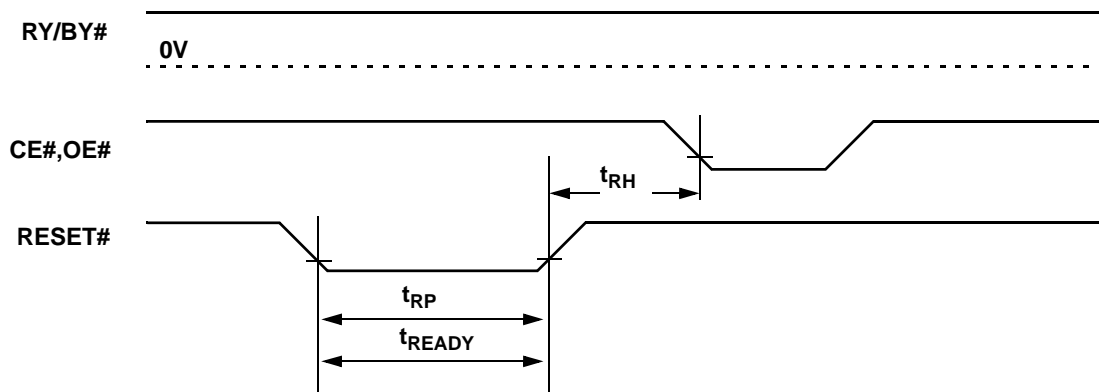 RY/BY#
0V
CE#,OE#
tRH
RESET#
tRP
tREADY